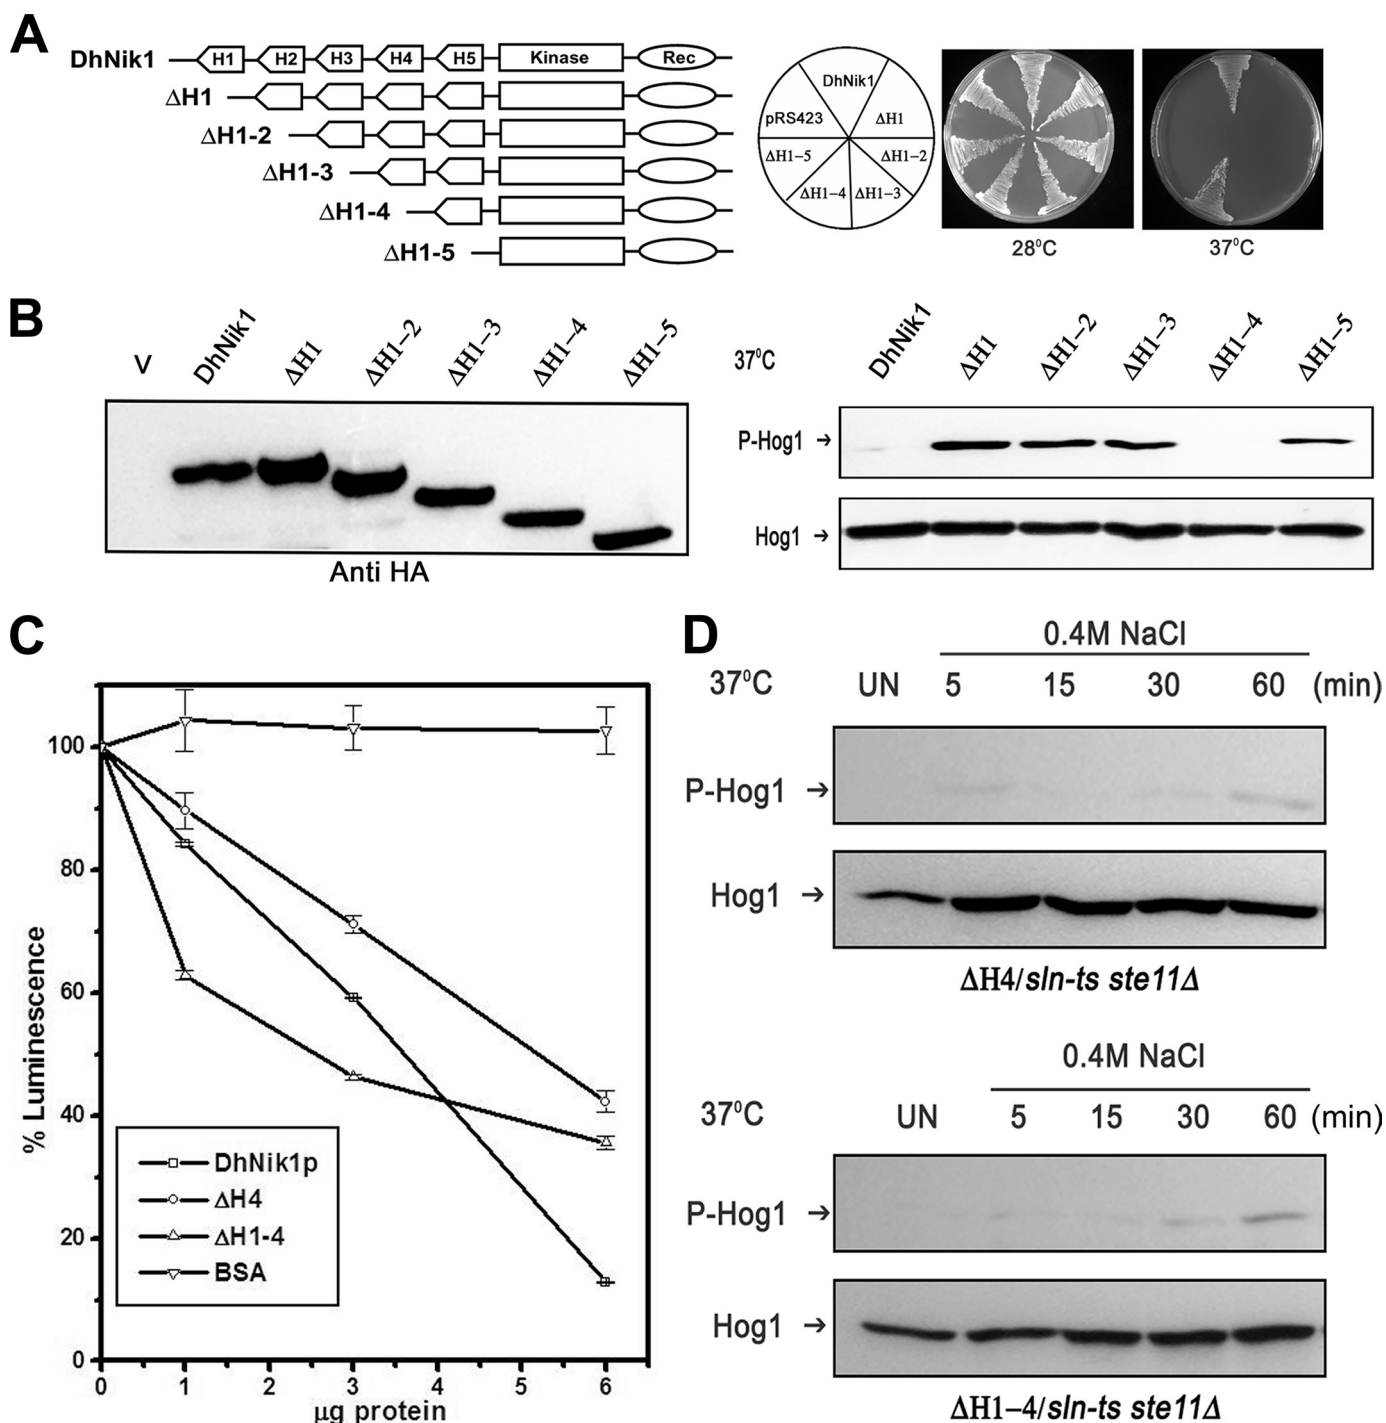 A
DhNik1 H1 H2 H3 H4 H5 Kinase Rec
ΔH1
ΔH1-2
ΔH1-3
ΔH1-4
ΔH1-5
DhNik1
pRS423 ΔH1
ΔH1-5 ΔH1-2
ΔH1-4 ΔH1-3
28⁰C 37⁰C
B
V DhNik1 ΔH1 ΔH1-2 ΔH1-3 ΔH1-4 ΔH1-5
Anti HA
37⁰C DhNik1 ΔH1 ΔH1-2 ΔH1-3 ΔH1-4 ΔH1-5
P-Hog1 →
Hog1 →
C
% Luminescence
100
80
60
40
20
0
DhNik1p
ΔH4
ΔH1-4
BSA
0 1 2 3 4 5 6
µg protein
D
0.4M NaCl
37⁰C UN 5 15 30 60 (min)
P-Hog1 →
Hog1 →
ΔH4/sln-ts ste11Δ
0.4M NaCl
37⁰C UN 5 15 30 60 (min)
P-Hog1 →
Hog1 →
ΔH1-4/sln-ts ste11Δ